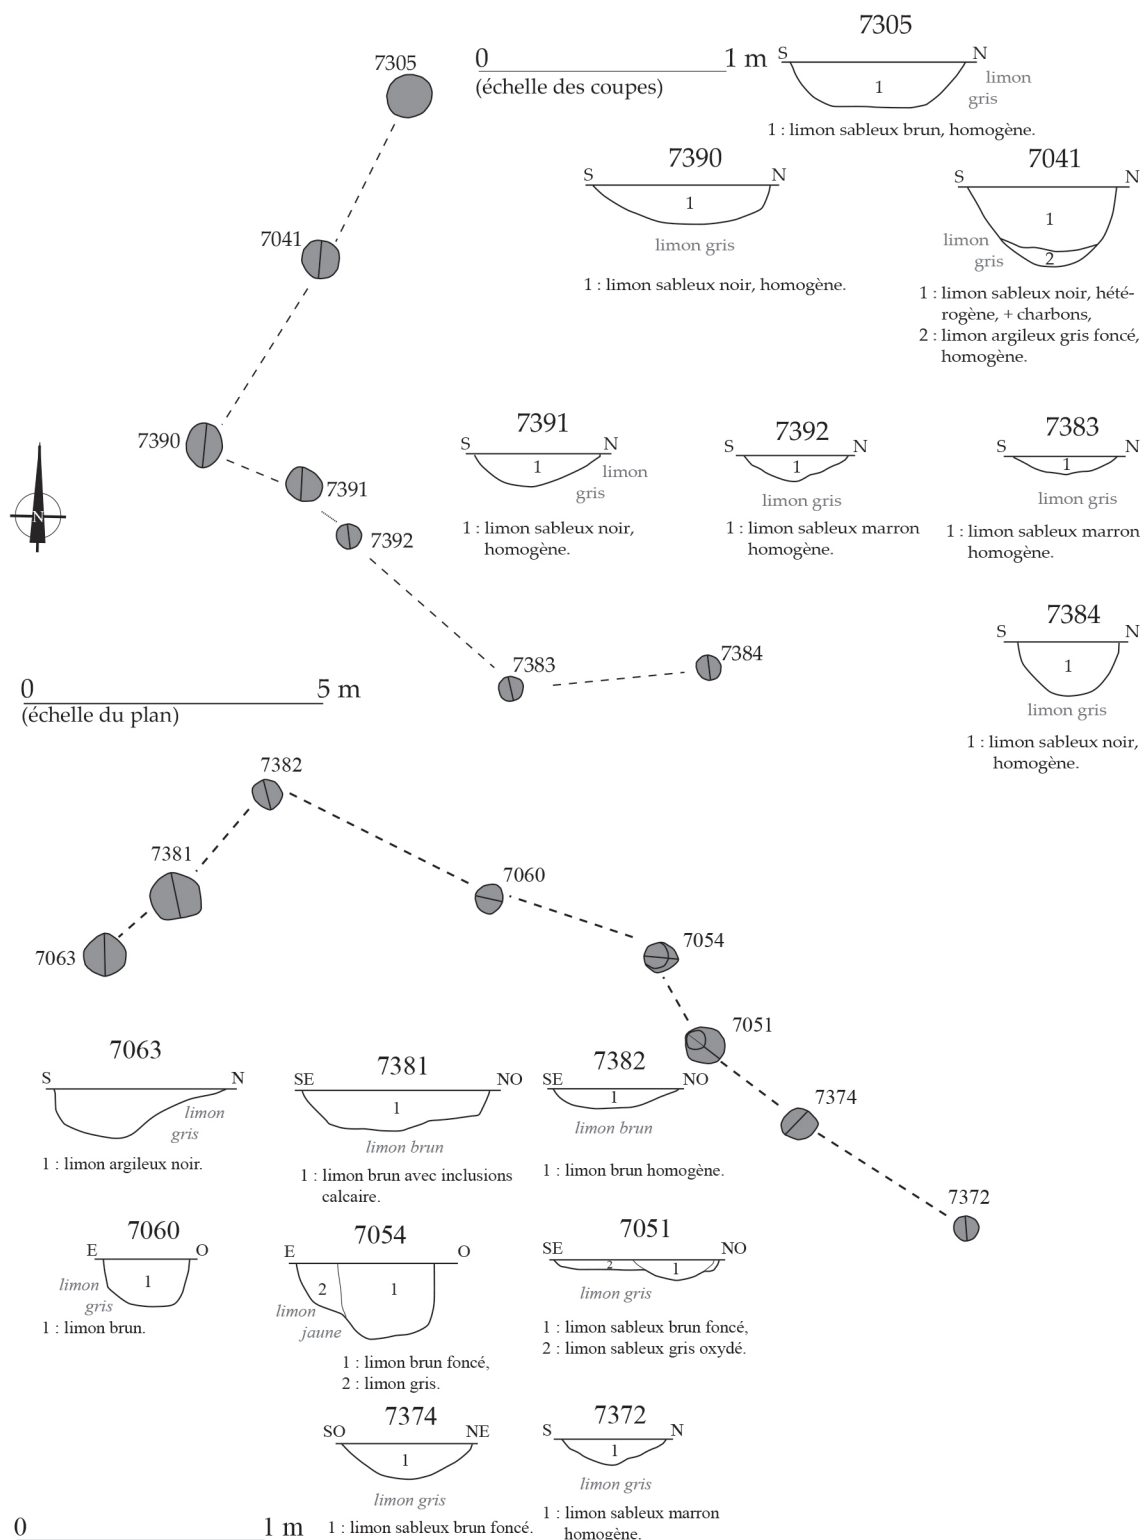 7305
0 1 m
(échelle des coupes)
7305
S N
1
limon
gris
1 : limon sableux brun, homogène.
7041
7390
S N
1
limon gris
1 : limon sableux noir, homogène.
7041
S N
1
limon
gris
2
1 : limon sableux noir, hété-
rogène, + charbons,
2 : limon argileux gris foncé,
homogène.
7390
7391
7392
N
7391
S N
1
limon
gris
1 : limon sableux noir,
homogène.
7392
S N
1
limon gris
1 : limon sableux marron
homogène.
7383
S N
1
limon gris
1 : limon sableux marron
homogène.
7383
7384
7384
S N
1
limon gris
1 : limon sableux noir,
homogène.
0 5 m
(échelle du plan)
7382
7381
7060
7063
7054
7051
7374
7372
7063
S N
limon
gris
1 : limon argileux noir.
7381
SE NO
1
limon brun
1 : limon brun avec inclusions
calcaire.
7382
SE NO
1
limon brun
1 : limon brun homogène.
7060
E O
1
limon
gris
1 : limon brun.
7054
E O
2 1
limon
jaune
1 : limon brun foncé,
2 : limon gris.
7051
SE NO
2 1
limon gris
1 : limon sableux brun foncé,
2 : limon sableux gris oxydé.
7374
SO NE
1
limon gris
1 : limon sableux brun foncé.
7372
S N
1
limon gris
1 : limon sableux marron
homogène.
0 1 m